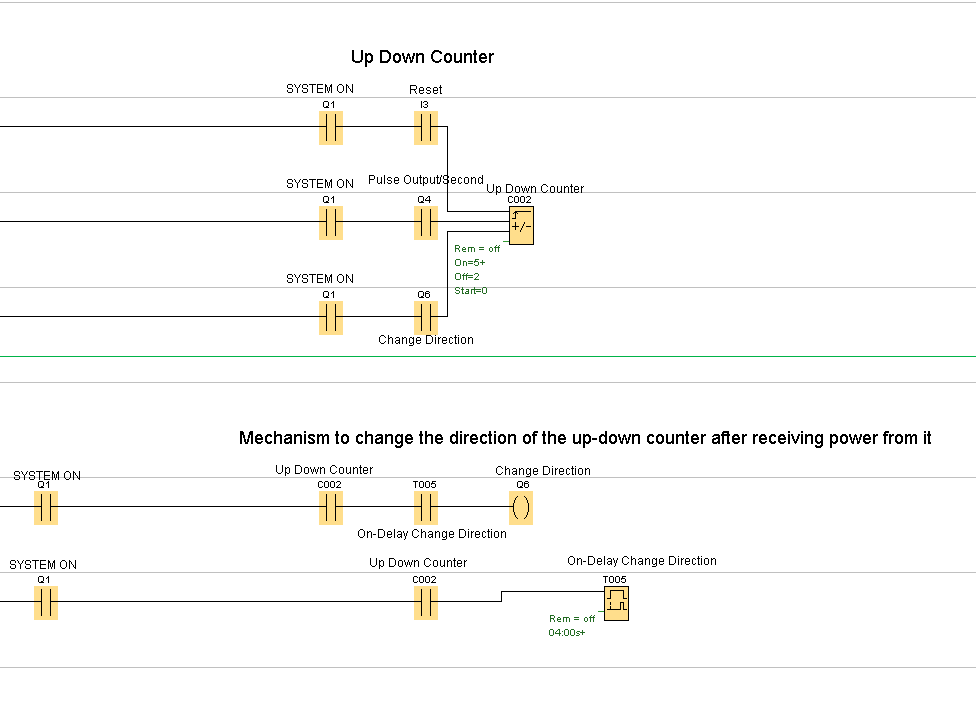 Up Down Counter
SYSTEM ON
Reset
Q1
I3
SYSTEM ON
Pulse Output/Second
Up Down Counter
Q1
Q4
C002
+/-
Rem = off
On=5+
Off=2
Start=0
SYSTEM ON
Q1
Q6
Change Direction
Mechanism to change the direction of the up-down counter after receiving power from it
SYSTEM ON
Up Down Counter
Change Direction
Q1
C002
T005
Q6
On-Delay Change Direction
SYSTEM ON
Up Down Counter
On-Delay Change Direction
Q1
C002
T005
Rem = off
04:00s+